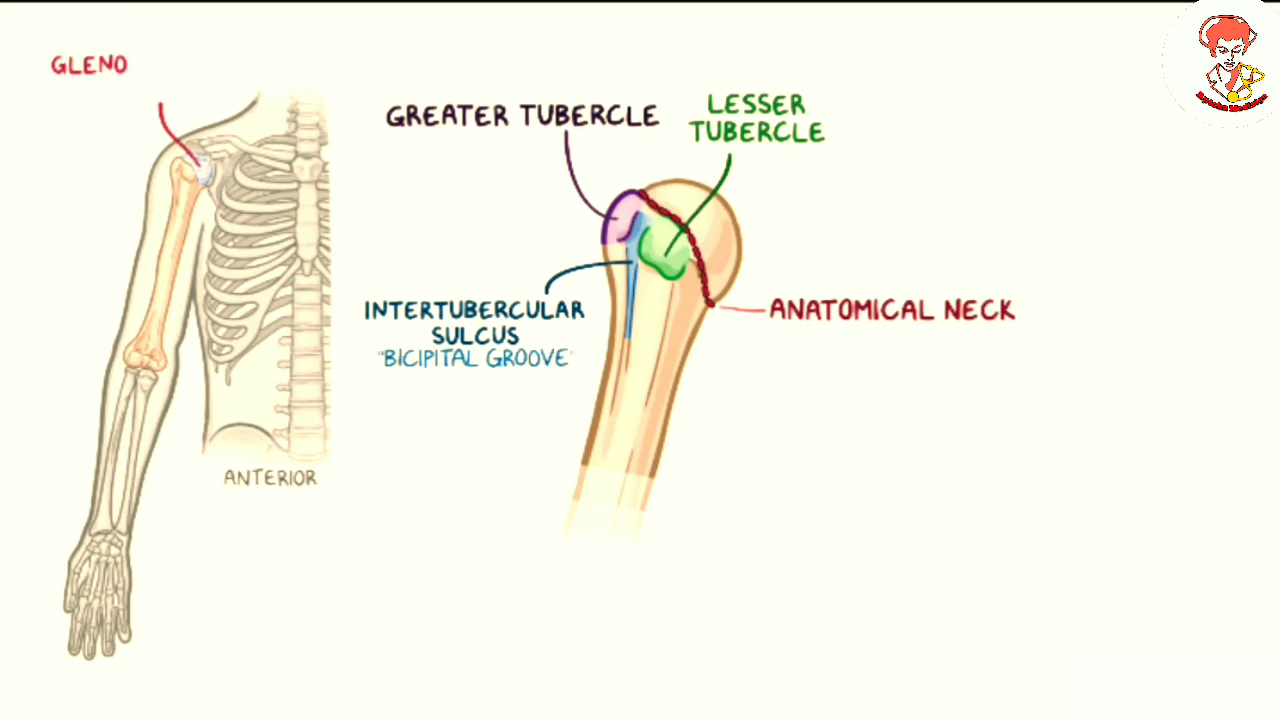 GLENO
GREATER TUBERCLE
LESSER
TUBERCLE
INTERTUBERCULAR
SULCUS
"BICIPITAL GROOVE"
ANATOMICAL NECK
ANTERIOR